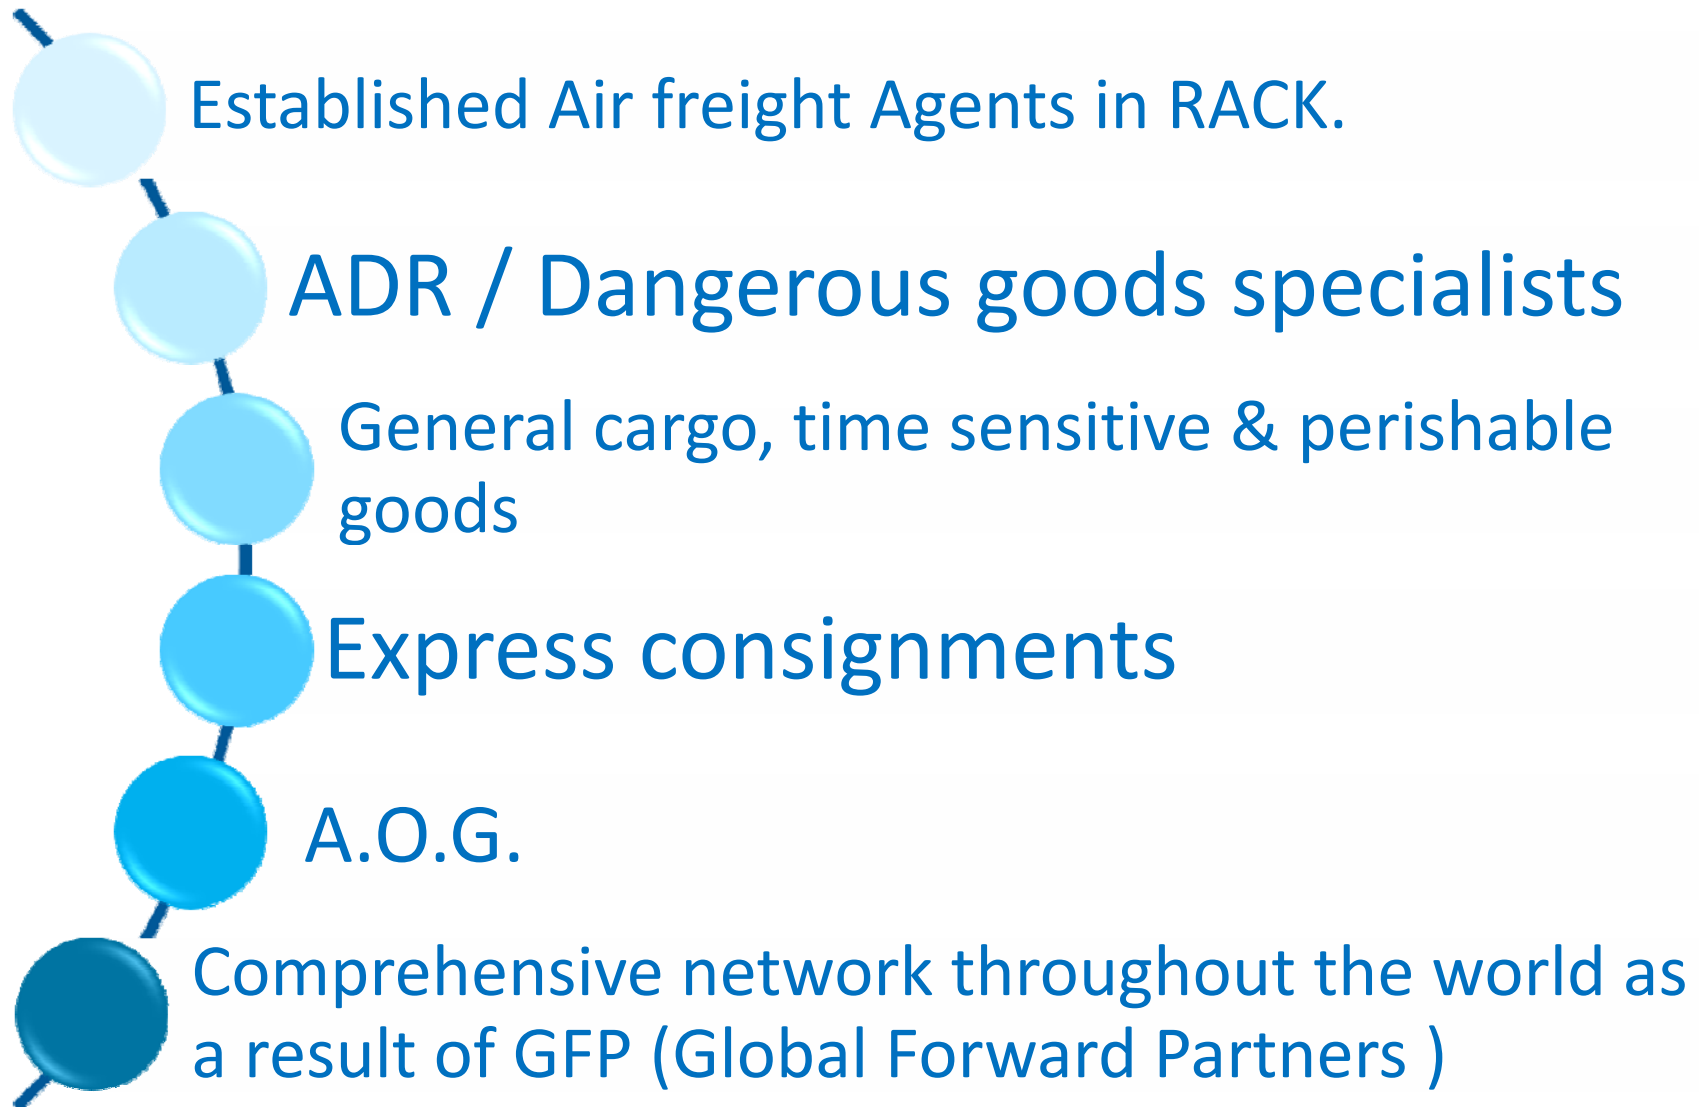 Established Air freight Agents in RACK.
ADR / Dangerous goods specialists
General cargo, time sensitive & perishable
goods
Express consignments
A.O.G.
Comprehensive network throughout the world as
a result of GFP (Global Forward Partners )